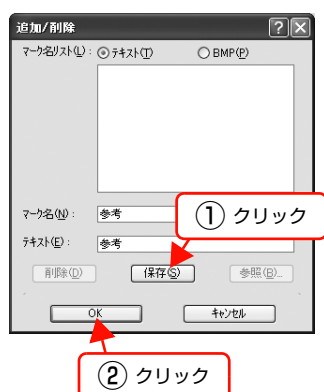 追加/削除
マーク名リスト(L): テキスト(T) BMP(P)
マーク名(N): 参考
① クリック
テキスト(E): 参考
削除(D) 保存(S) 参照(B)...
OK キャンセル
② クリック